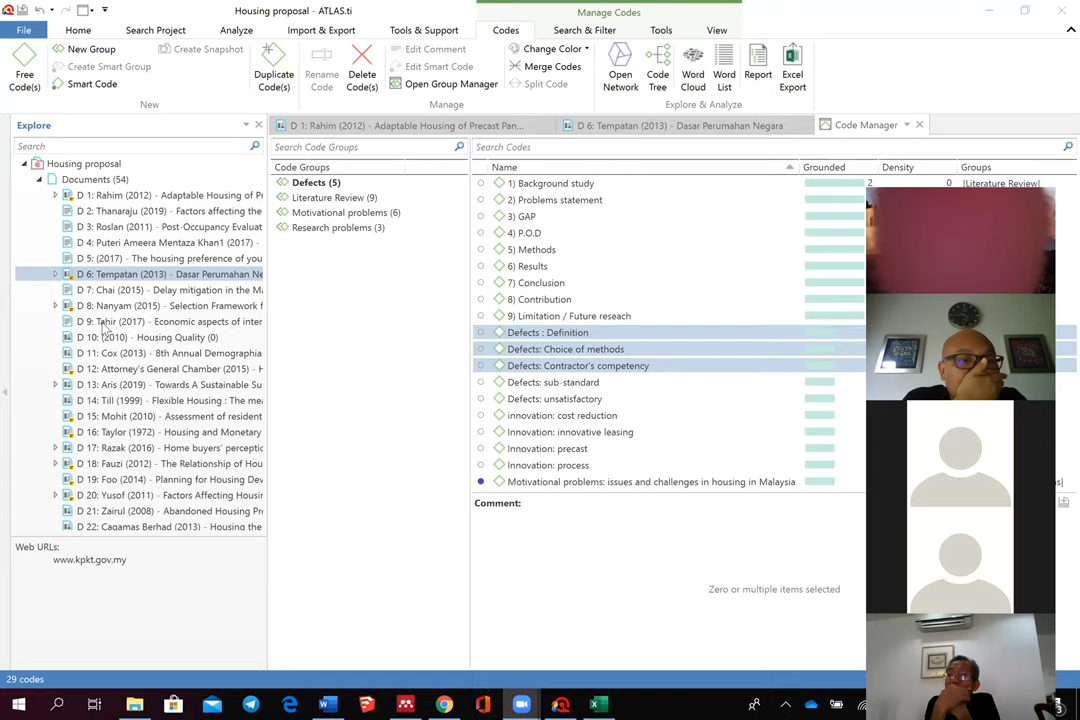 Housing proposal - ATLAS.ti
Manage Codes
File
Home
Search Project
Analyze
Import & Export
Tools & Support
Codes
Search & Filter
Tools
View
Free Code(s)
New Group
Create Smart Group
Smart Code
Create Snapshot
New
Duplicate Code(s)
Rename Code
Delete Code(s)
Edit Comment
Edit Smart Code
Open Group Manager
Change Color
Merge Codes
Split Code
Manage
Open Network
Code Tree
Word Cloud
Word List
Report
Excel Export
Explore & Analyze
Explore
Search
Housing proposal
Documents (54)
D 1: Rahim (2012) - Adaptable Housing of Pr
D 2: Thanaraju (2019) - Factors affecting the
D 3: Roslan (2011) - Post-Occupancy Evaluat
D 4: Puteri Ameera Mentaza Khan1 (2017) -
D 5: (2017) - The housing preference of you
D 6: Tempatan (2013) - Dasar Perumahan Ne
D 7: Chai (2015) - Delay mitigation in the Ma
D 8: Nanyam (2015) - Selection Framework f
D 9: Tahir (2017) - Economic aspects of inter
D 10: (2010) - Housing Quality (0)
D 11: Cox (2013) - 8th Annual Demographia
D 12: Attorney's General Chamber (2015) - H
D 13: Aris (2019) - Towards A Sustainable Su
D 14: Till (1999) - Flexible Housing : The mea
D 15: Mohit (2010) - Assessment of resident
D 16: Taylor (1972) - Housing and Monetary
D 17: Razak (2016) - Home buyers' perceptio
D 18: Fauzi (2012) - The Relationship of Hou
D 19: Foo (2014) - Planning for Housing Dev
D 20: Yusof (2011) - Factors Affecting Housi
D 21: Zairul (2008) - Abandoned Housing Pr
D 22: Cagamas Berhad (2013) - Housing the
Web URLs:
www.kpkt.gov.my
D 1: Rahim (2012) - Adaptable Housing of Precast Pan...
D 6: Tempatan (2013) - Dasar Perumahan Negara
Code Manager
Search Code Groups
Code Groups
Defects (5)
Literature Review (9)
Motivational problems (6)
Research problems (3)
Search Codes
Name
Grounded
Density
Groups
1) Background study
2
0
[Literature Review]
2) Problems statement
3) GAP
4) P.O.D
5) Methods
6) Results
7) Conclusion
8) Contribution
9) Limitation / Future reseach
Defects : Definition
Defects: Choice of methods
Defects: Contractor's competency
Defects: sub-standard
Defects: unsatisfactory
innovation: cost reduction
Innovation: innovative leasing
Innovation: precast
Innovation: process
Motivational problems: issues and challenges in housing in Malaysia
Comment:
Zero or multiple items selected
29 codes